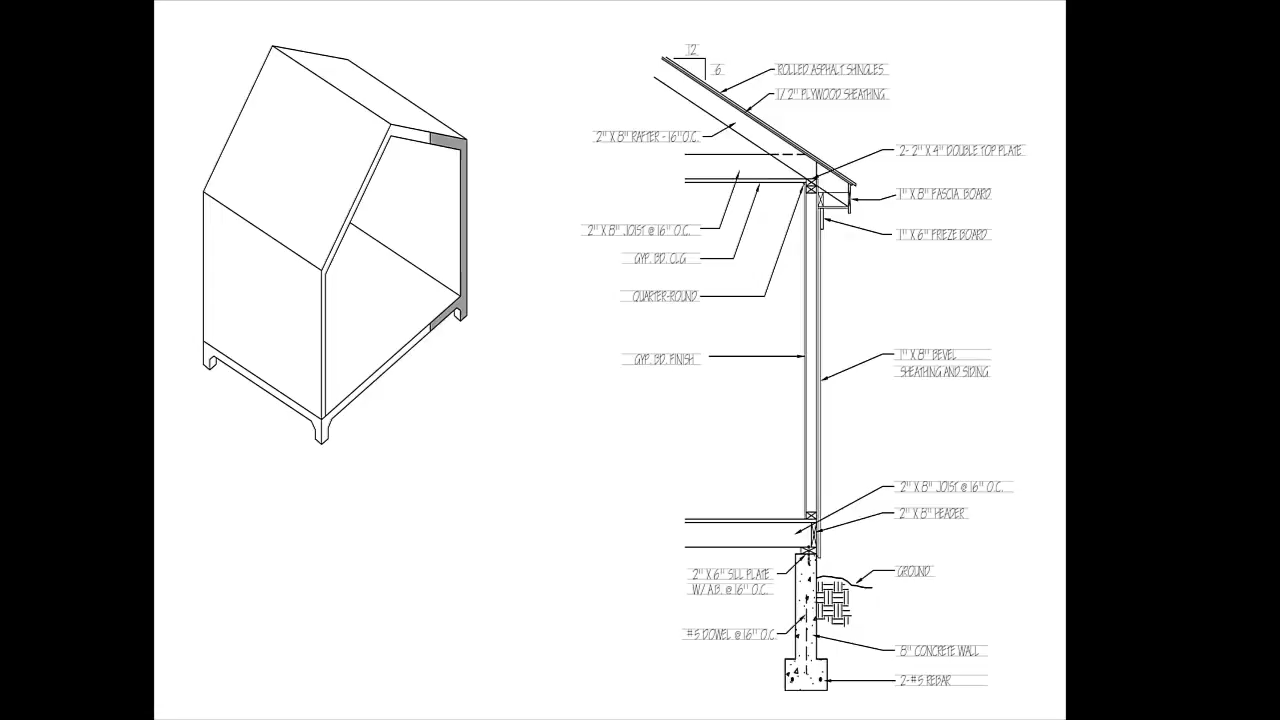 12
6
ROLLED ASPHALT SHINGLES
1/2" PLYWOOD SHEATHING
2" X 8" RAFTER - 16" O.C.
2- 2" X 4" DOUBLE TOP PLATE
1" X 8" FASCIA BOARD
2" X 8" JOIST @ 16" O.C.
1" X 6" FRIEZE BOARD
GYP. BD. CLG
QUARTER-ROUND
GYP. BD. FINISH
1" X 8" BEVEL
SHEATHING AND SIDING
2" X 8" JOIST @ 16" O.C.
2" X 8" HEADER
GROUND
2" X 6" SILL PLATE
W/ A.B. @ 16" O.C.
#5 DOWEL @ 16" O.C
8" CONCRETE WALL
2-#5 REBAR